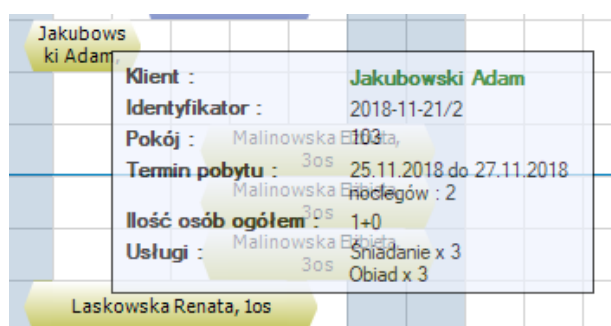 Jakubows
ki Adam,
Klient : Jakubowski Adam
Identyfikator : 2018-11-21/2
Pokój : 103
Malinowska Elżbieta,
3os
Termin pobytu : 25.11.2018 do 27.11.2018
noclegów : 2
Malinowska Elżbieta,
3os
Ilość osób ogółem : 1+0
Malinowska Elżbieta,
3os
Usługi : Śniadanie x 3
Obiad x 3
Laskowska Renata, 1os